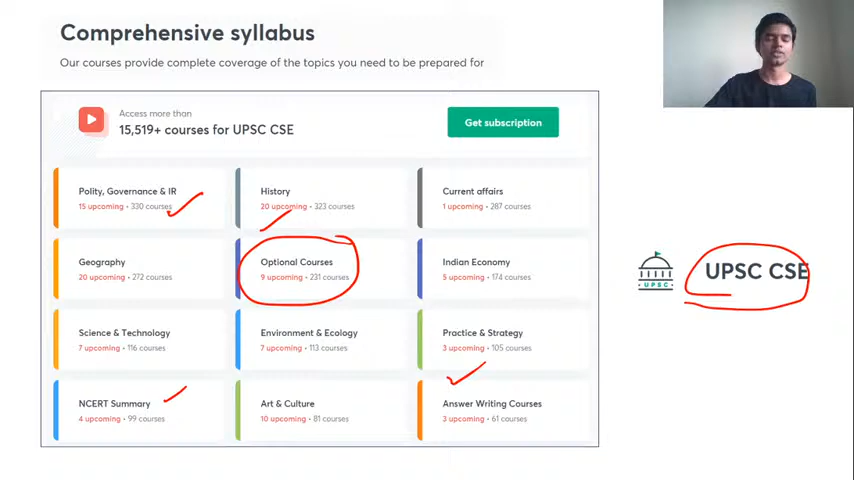 Comprehensive syllabus
Our courses provide complete coverage of the topics you need to be prepared for
Access more than
15,519+ courses for UPSC CSE
Get subscription
Polity, Governance & IR
15 upcoming • 330 courses
History
20 upcoming • 323 courses
Current affairs
1 upcoming • 287 courses
Geography
20 upcoming • 272 courses
Optional Courses
9 upcoming • 231 courses
Indian Economy
5 upcoming • 174 courses
Science & Technology
7 upcoming • 116 courses
Environment & Ecology
7 upcoming • 113 courses
Practice & Strategy
3 upcoming • 105 courses
NCERT Summary
4 upcoming • 99 courses
Art & Culture
10 upcoming • 81 courses
Answer Writing Courses
3 upcoming • 61 courses
UPSC CSE
UPSC